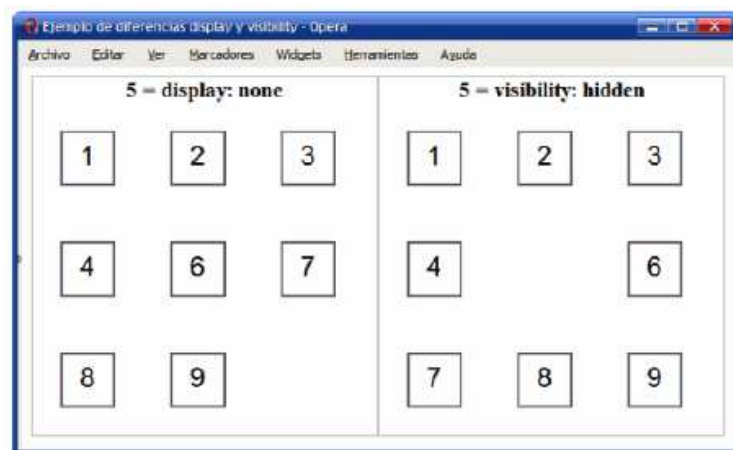 Ejemplo de diferencias display y visibility - Opera
Archivo Editar Ver Marcadores Widgets Herramientas Ayuda
5 = display: none
1 2 3
4 6 7
8 9
5 = visibility: hidden
1 2 3
4 6
7 8 9